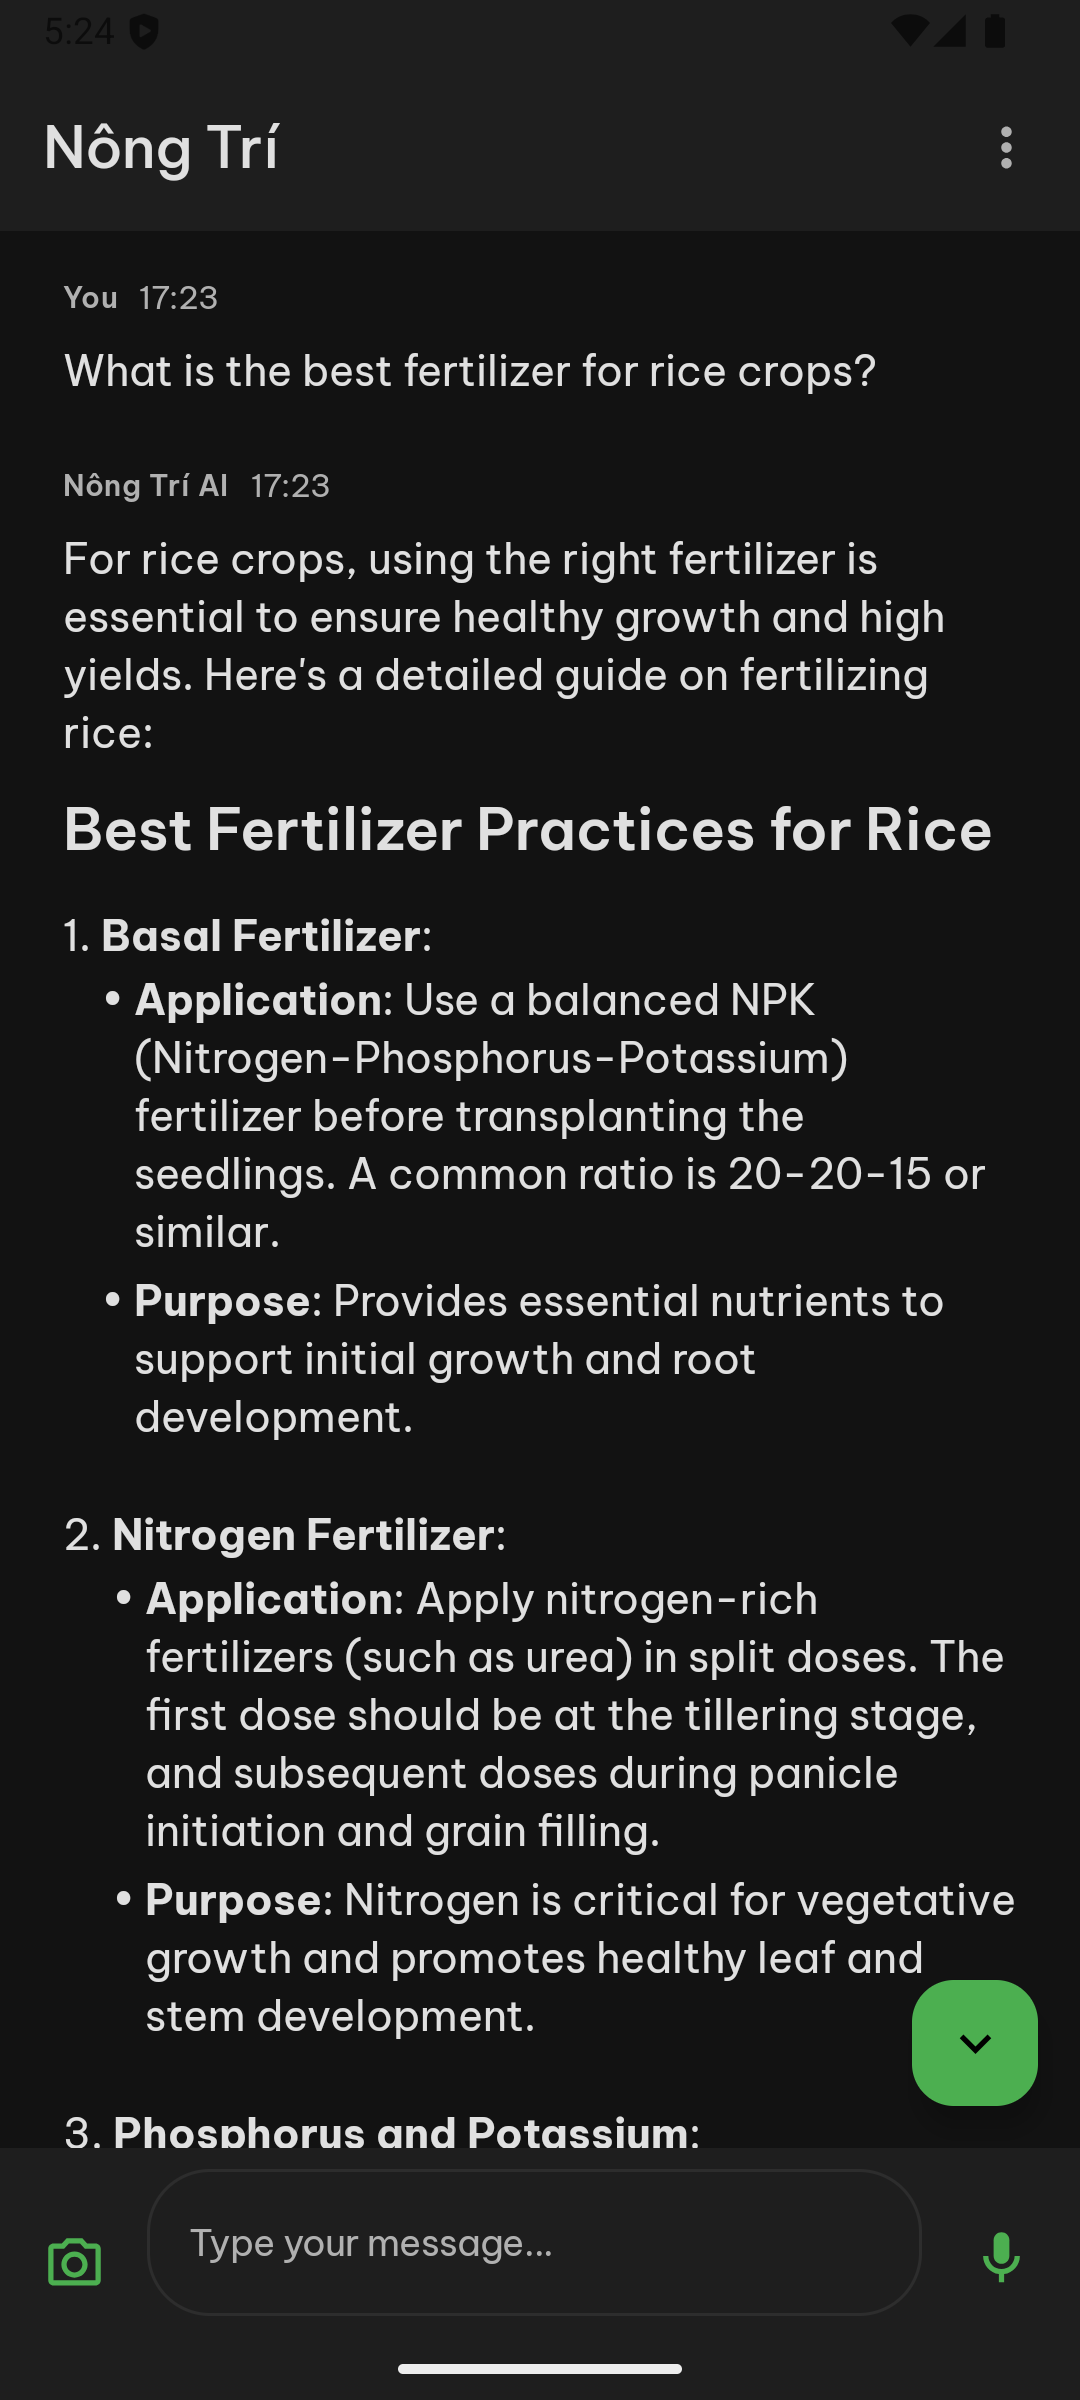 5:24
Nông Trí
You 17:23
What is the best fertilizer for rice crops?
Nông Trí AI 17:23
For rice crops, using the right fertilizer is
essential to ensure healthy growth and high
yields. Here's a detailed guide on fertilizing
rice:
Best Fertilizer Practices for Rice
1. Basal Fertilizer:
• Application: Use a balanced NPK
(Nitrogen-Phosphorus-Potassium)
fertilizer before transplanting the
seedlings. A common ratio is 20-20-15 or
similar.
• Purpose: Provides essential nutrients to
support initial growth and root
development.
2. Nitrogen Fertilizer:
• Application: Apply nitrogen-rich
fertilizers (such as urea) in split doses. The
first dose should be at the tillering stage,
and subsequent doses during panicle
initiation and grain filling.
• Purpose: Nitrogen is critical for vegetative
growth and promotes healthy leaf and
stem development.
3. Phosphorus and Potassium:
Type your message...